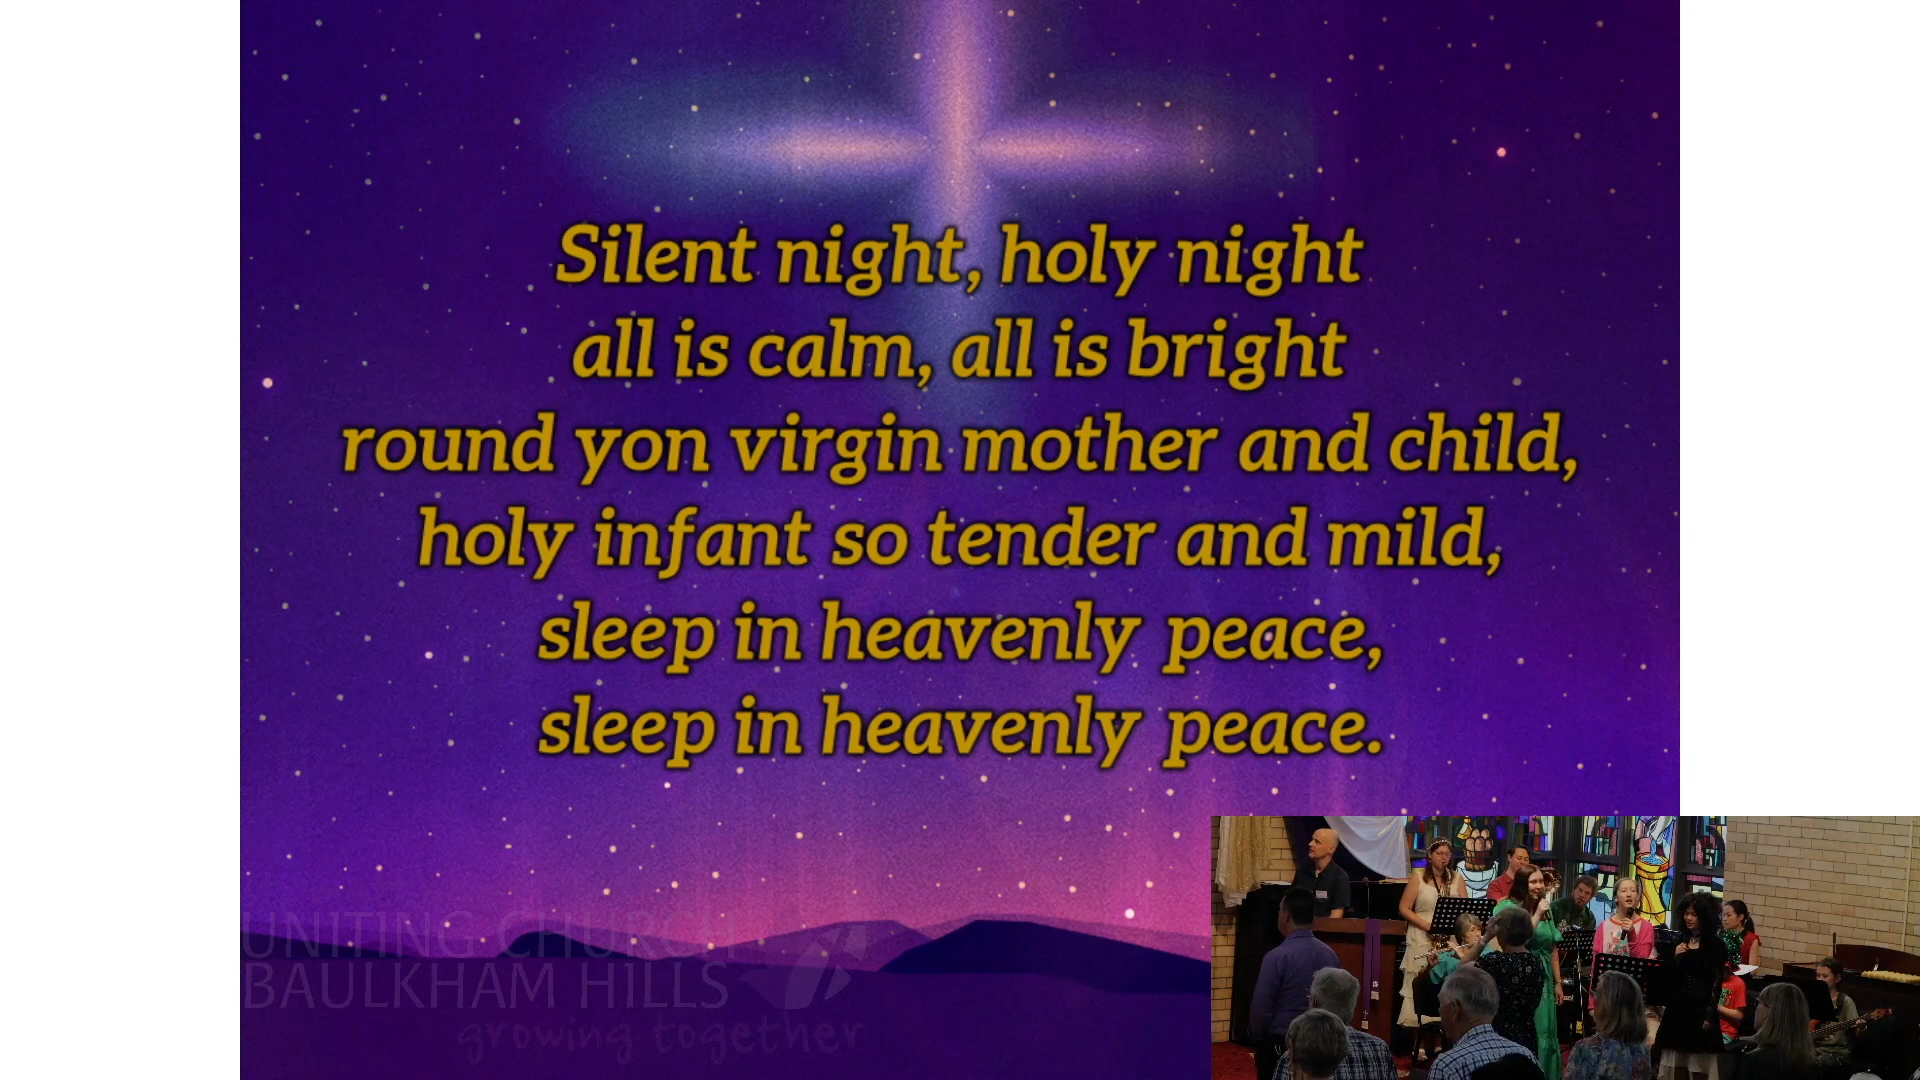 Silent night, holy night
all is calm, all is bright
round yon virgin mother and child,
holy infant so tender and mild,
sleep in heavenly peace,
sleep in heavenly peace.
UNITING CHURCH
BAULKHAM HILLS
growing together